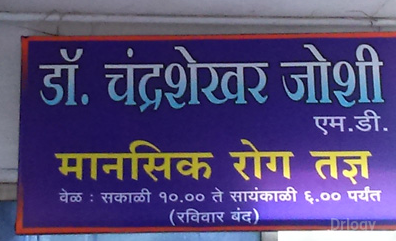 डॉ. चंद्रशेखर जोशी
एम.डी.
मानसिक रोग तज्ञ
वेळ : सकाळी १०.०० ते सायंकाळी ६.०० पर्यंत
(रविवार बंद)
Drlogy